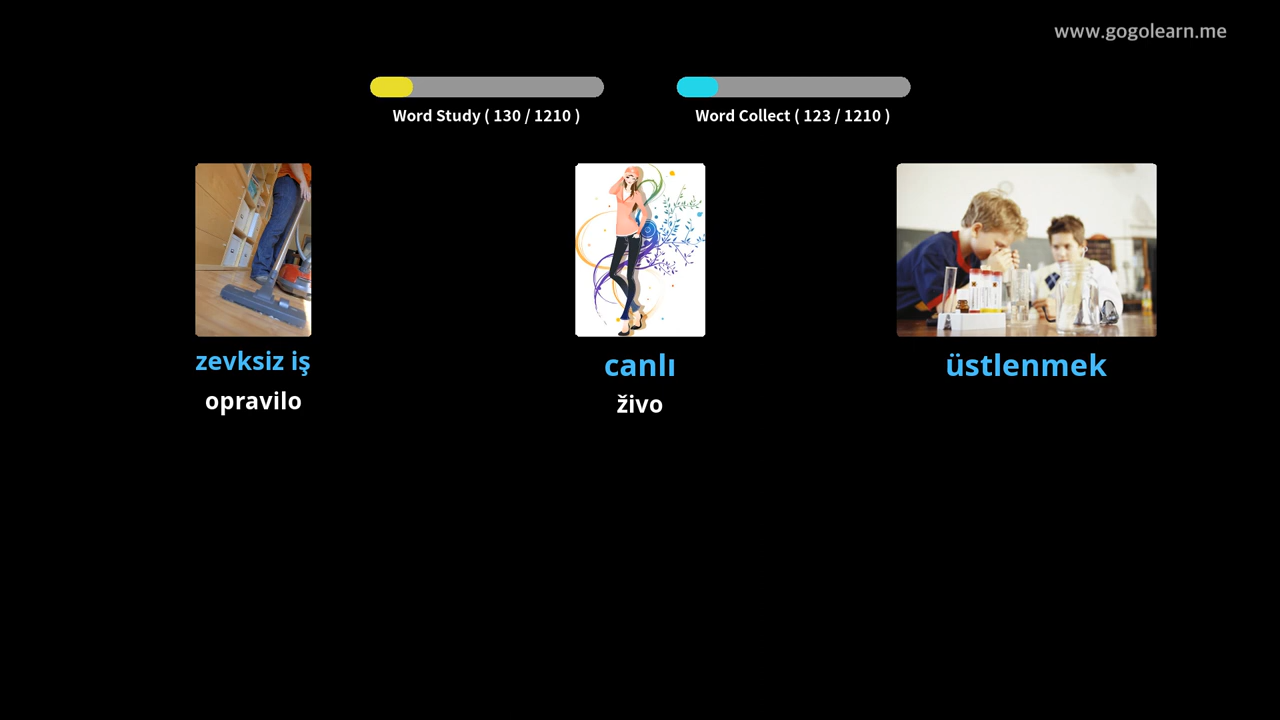 www.gogolearn.me
Word Study ( 130 / 1210 )
Word Collect ( 123 / 1210 )
zevksiz iş
opravilo
canlı
živo
üstlenmek